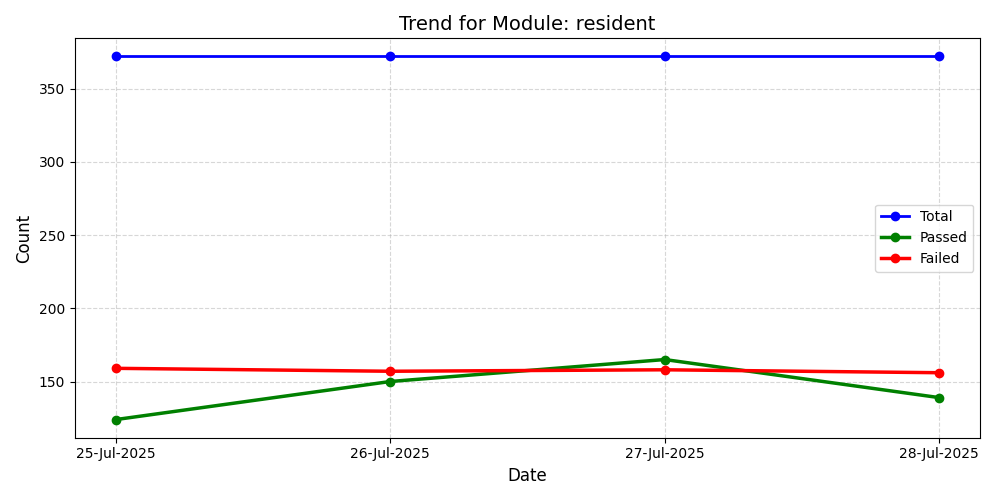 Trend for Module: resident
350
300
250
200
150
Count
Total
Passed
Failed
25-Jul-2025
26-Jul-2025
27-Jul-2025
28-Jul-2025
Date